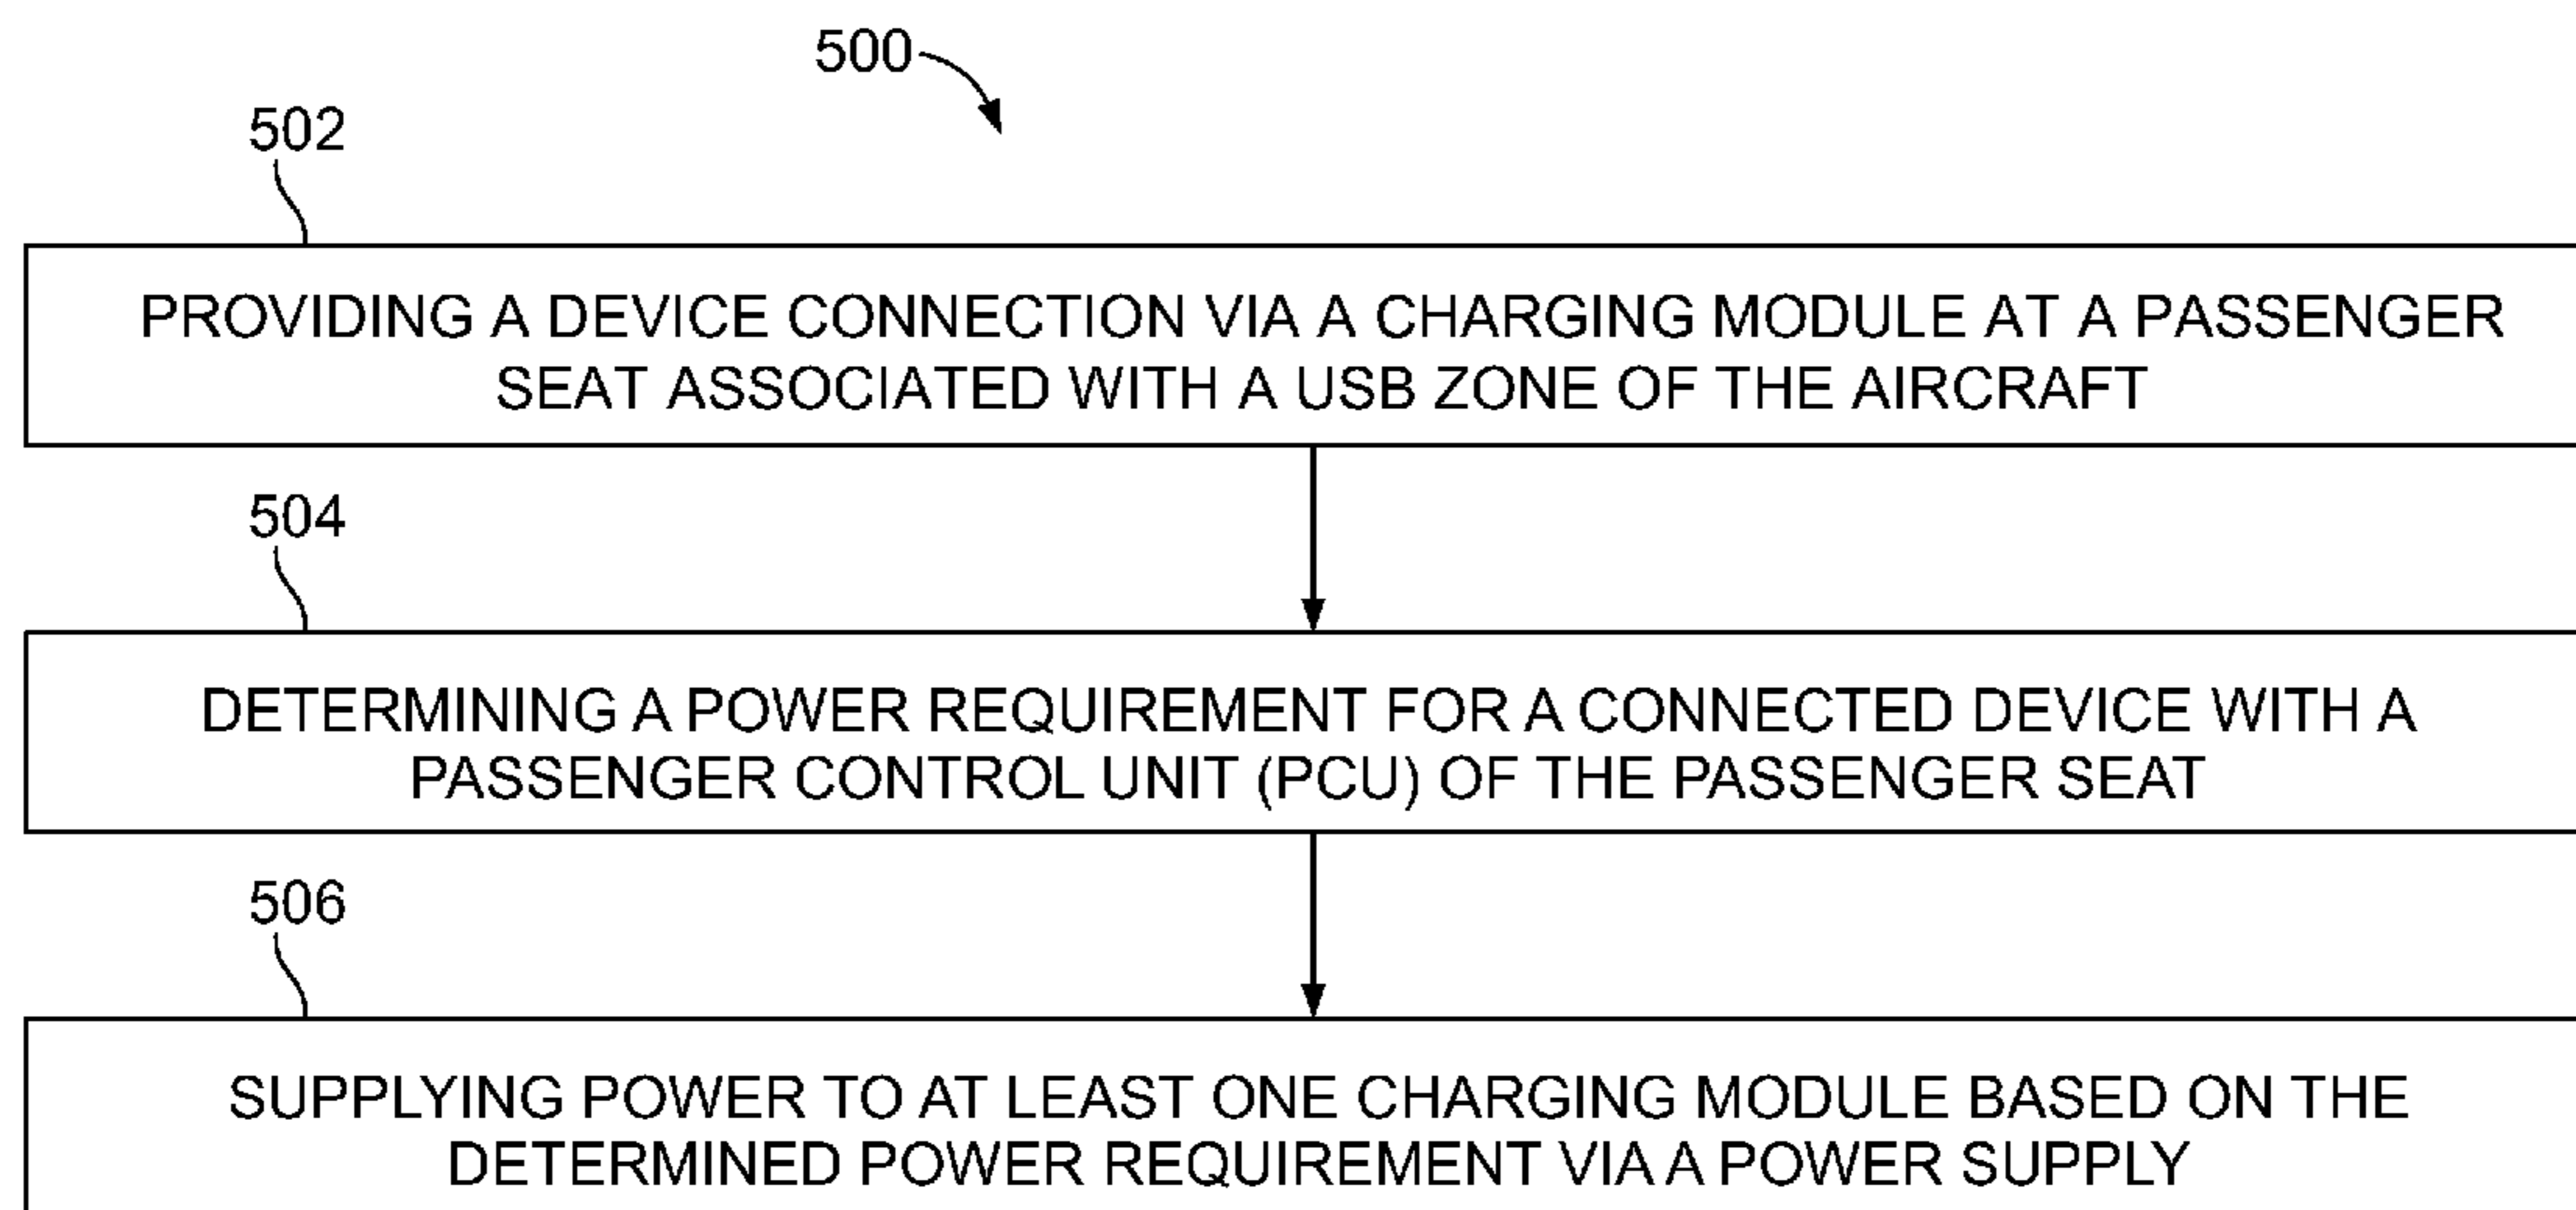 500
502
PROVIDING A DEVICE CONNECTION VIA A CHARGING MODULE AT A PASSENGER
SEAT ASSOCIATED WITH A USB ZONE OF THE AIRCRAFT
504
DETERMINING A POWER REQUIREMENT FOR A CONNECTED DEVICE WITH A
PASSENGER CONTROL UNIT (PCU) OF THE PASSENGER SEAT
506
SUPPLYING POWER TO AT LEAST ONE CHARGING MODULE BASED ON THE
DETERMINED POWER REQUIREMENT VIA A POWER SUPPLY